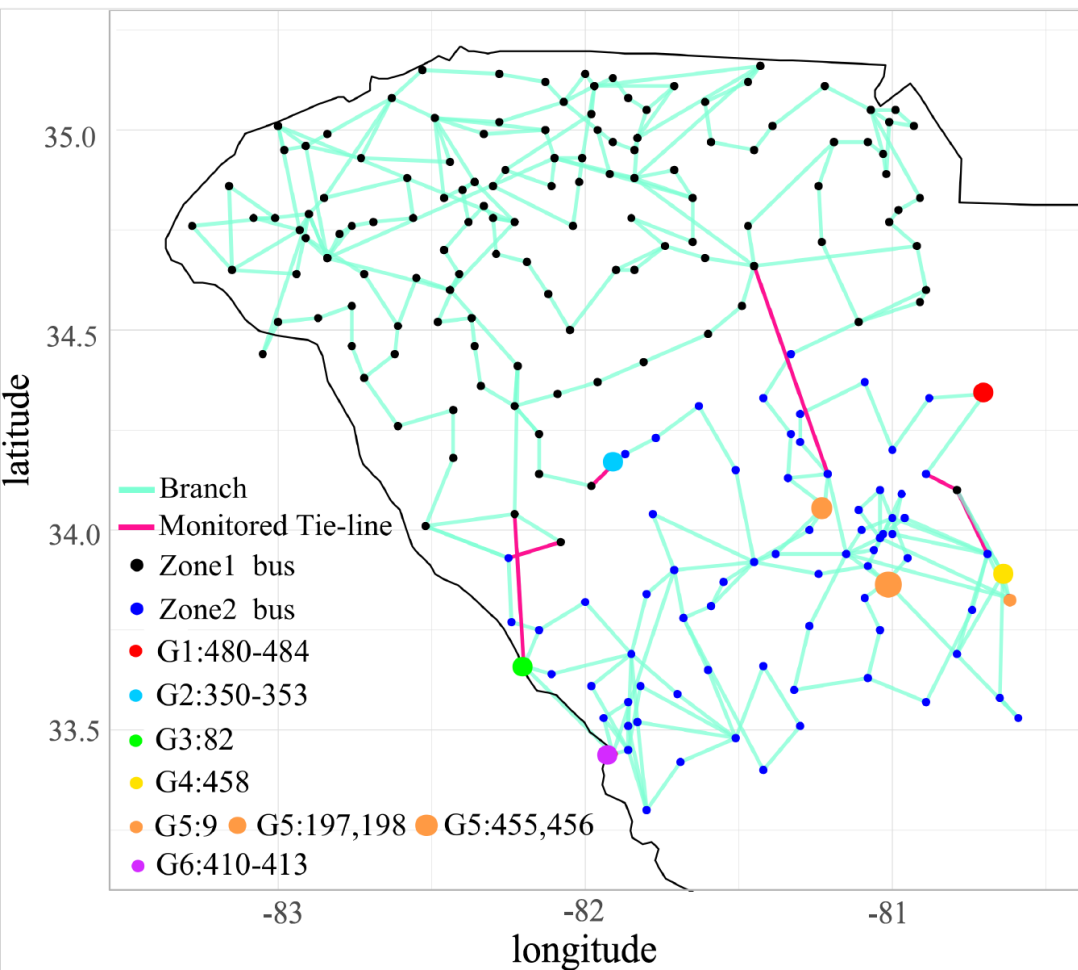 35.0
34.5
34.0
33.5
latitude
Branch
Monitored Tie-line
Zone1 bus
Zone2 bus
G1:480-484
G2:350-353
G3:82
G4:458
G5:9 G5:197,198 G5:455,456
G6:410-413
-83 -82 -81
longitude